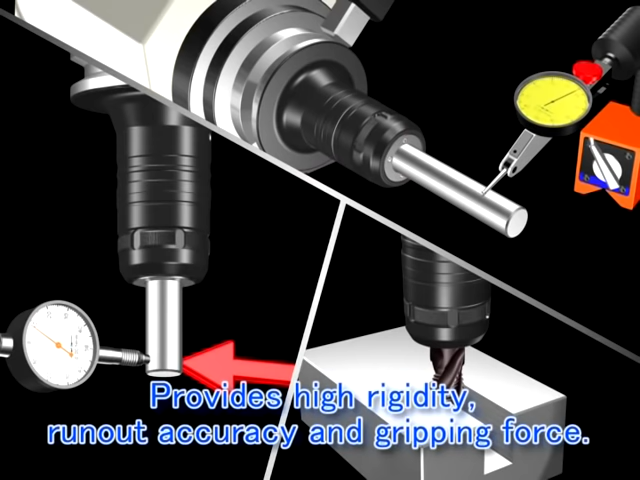 Provides high rigidity,
runout accuracy and gripping force.